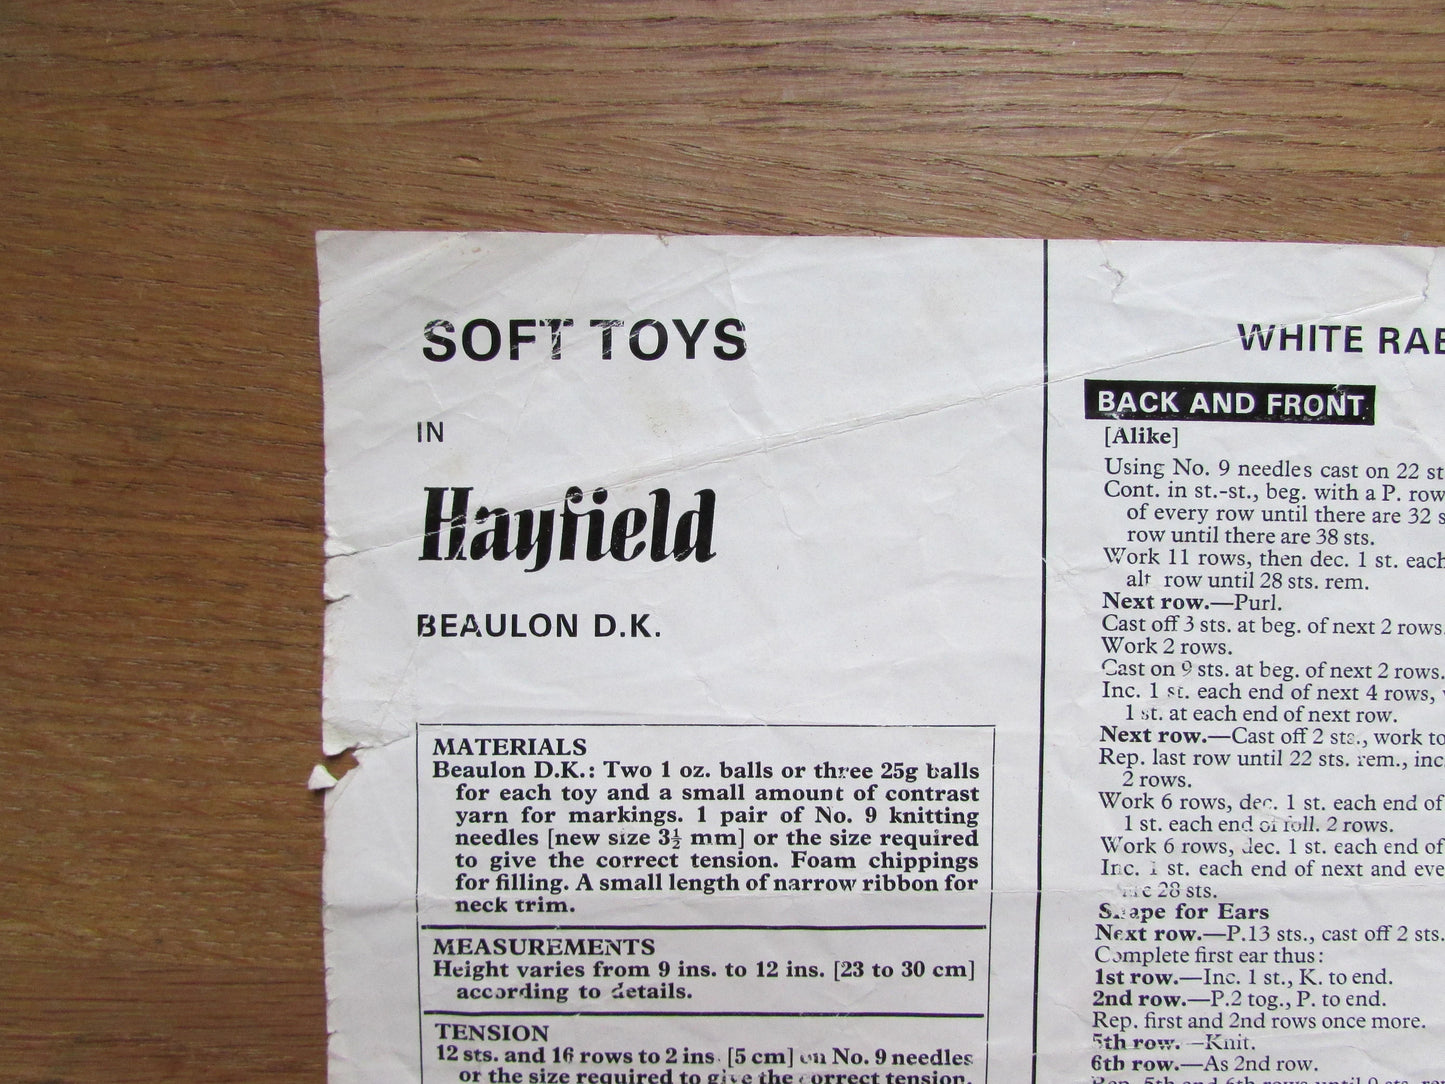 SOFT TOYS
IN
Hayfield
BEAULON D.K.
MATERIALS
Beaulon D.K.: Two 1 oz. balls or three 25g balls
for each toy and a small amount of contrast
yarn for markings. 1 pair of No. 9 knitting
needles [new size 3½ mm] or the size required
to give the correct tension. Foam chippings
for filling. A small length of narrow ribbon for
neck trim.
MEASUREMENTS
Height varies from 9 ins. to 12 ins. [23 to 30 cm]
according to details.
TENSION
12 sts. and 16 rows to 2 ins. [5 cm] on No. 9 needles
or the size required to give the correct tension.
WHITE
BACK AND FRONT
[Alike]
Using No. 9 needles cast on 22
Cont. in st.-st., beg. with a P. row
of every row until there are 32
row until there are 38 sts.
Work 11 rows, then dec. 1 st. each
alt row until 28 sts. rem.
Next row.—Purl.
Cast off 3 sts. at beg. of next 2 rows.
Work 2 rows.
Cast on 9 sts. at beg. of next 2 rows.
Inc. 1 st. each end of next 4 rows,
1 st. at each end of next row.
Next row.—Cast off 2 sts., work to
Rep. last row until 22 sts. rem., inc.
2 rows.
Work 6 rows, dec. 1 st. each end of
1 st. each end of foll. 2 rows.
Work 6 rows, dec. 1 st. each end of
Inc. 1 st. each end of next and
28 sts.
Shape for Ears
Next row.—P.13 sts., cast off 2 sts.
Complete first ear thus:
1st row.—Inc. 1 st., K. to end.
2nd row.—P.2 tog., P. to end.
Rep. first and 2nd rows once more.
5th row.—Knit.
6th row.—As 2nd row.